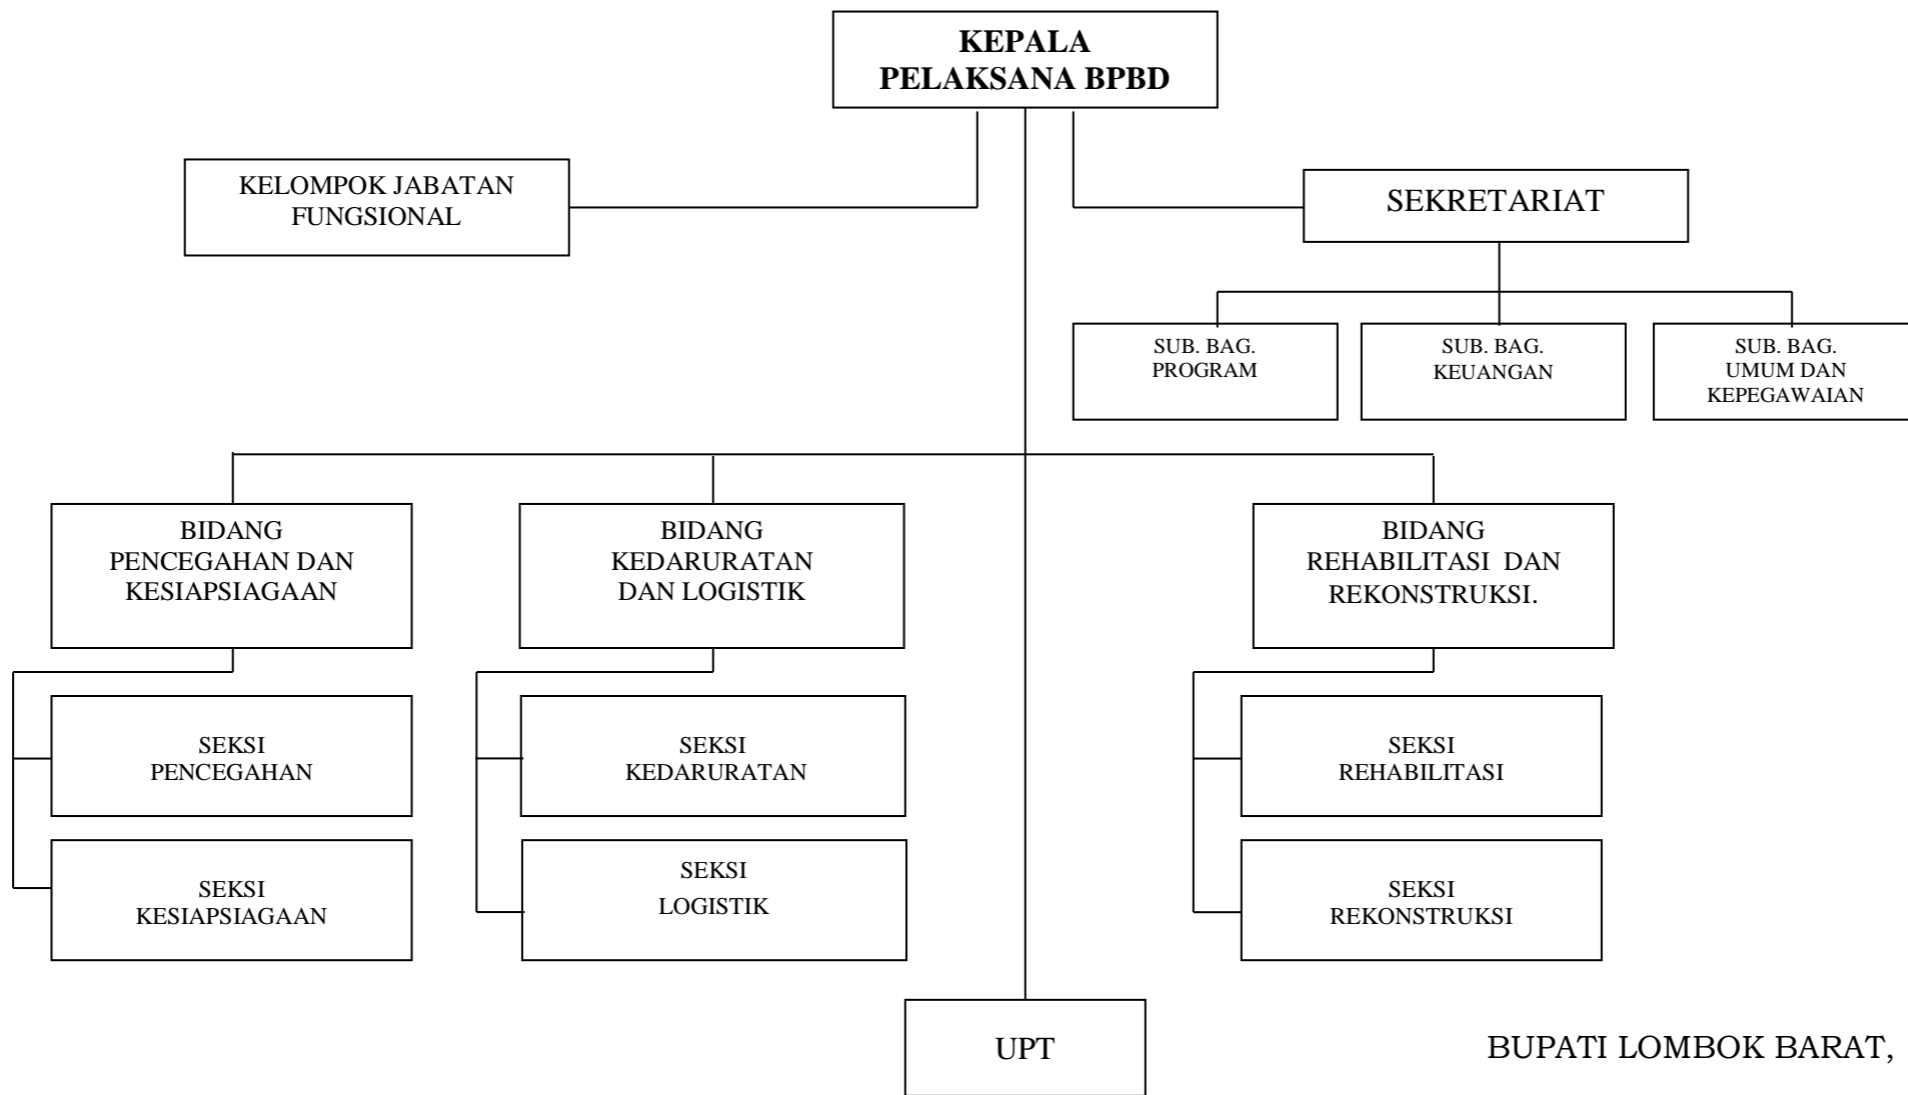 KEPALA
PELAKSANA BPBD
KELOMPOK JABATAN
FUNGSIONAL
SEKRETARIAT
SUB. BAG.
PROGRAM
SUB. BAG.
KEUANGAN
SUB. BAG.
UMUM DAN
KEPEGAWAIAN
BIDANG
PENCEGAHAN DAN
KESIAPSIAGAAN
BIDANG
KEDARURATAN
DAN LOGISTIK
BIDANG
REHABILITASI DAN
REKONSTRUKSI.
SEKSI
PENCEGAHAN
SEKSI
KEDARURATAN
SEKSI
REHABILITASI
SEKSI
KESIAPSIAGAAN
SEKSI
LOGISTIK
SEKSI
REKONSTRUKSI
UPT
BUPATI LOMBOK BARAT,